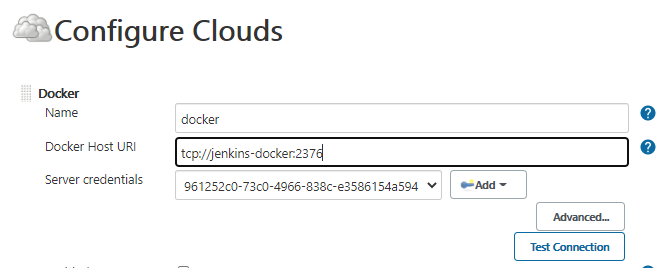 Configure Clouds
Docker
Name
docker
Docker Host URI
tcp://jenkins-docker:2376
Server credentials
961252c0-73c0-4966-838c-e3586154a594
Add
Advanced...
Test Connection